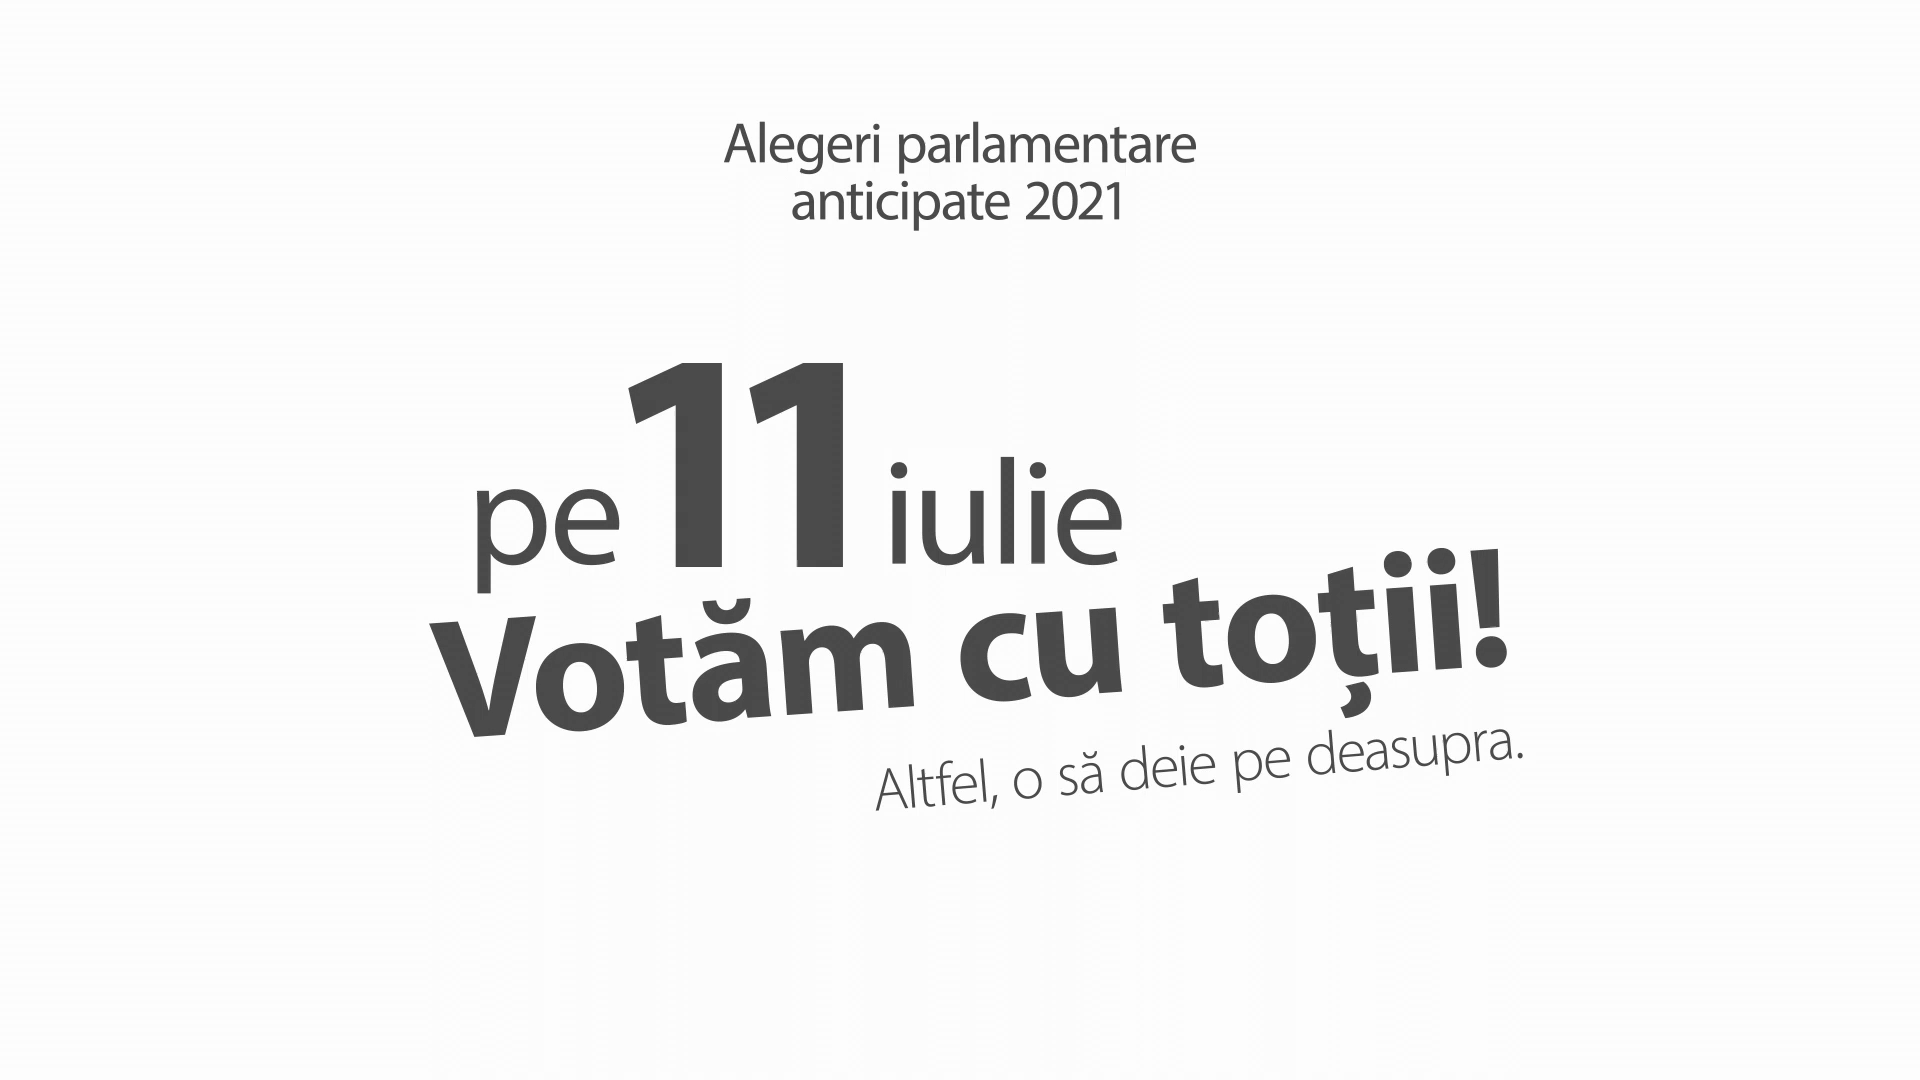 Alegeri parlamentare
anticipate 2021
pe 11 iulie
Votăm cu toții!
Altfel, o să deie pe deasupra.